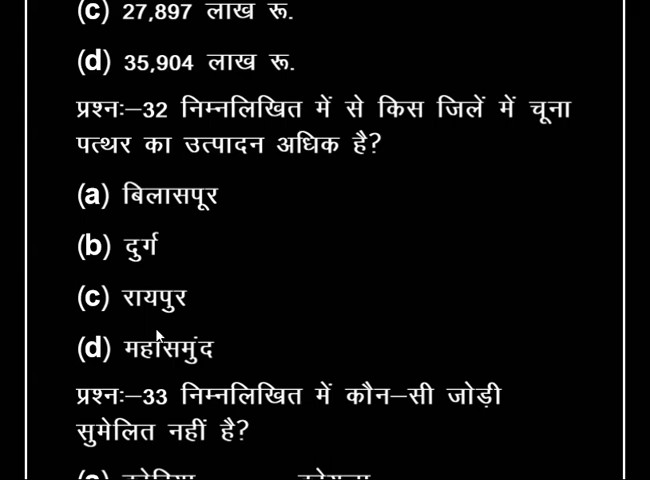 (c) 27,897 लाख रू.
(d) 35,904 लाख रू.
प्रश्नः–32 निम्नलिखित में से किस जिलें में चूना
पत्थर का उत्पादन अधिक है?
(a) बिलासपूर
(b) दुर्ग
(c) रायपुर
(d) महासमुंद
प्रश्नः–33 निम्नलिखित में कौन–सी जोड़ी
सुमेलित नहीं है?